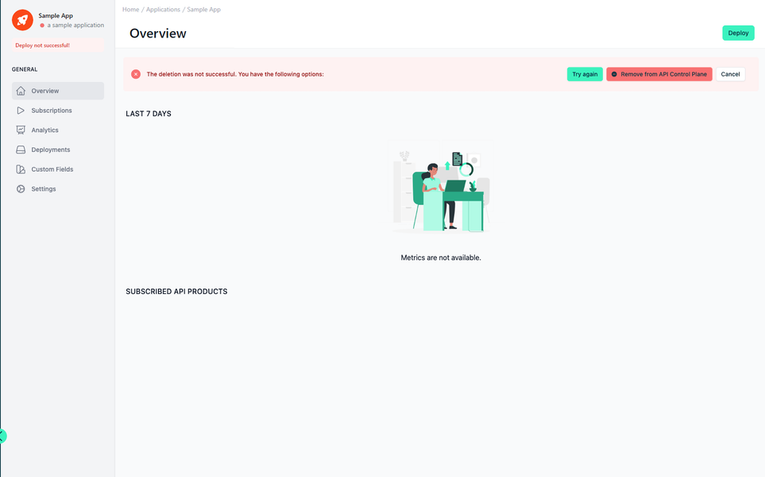 Sample App
a sample application
Deploy not successful!
GENERAL
Overview
Subscriptions
Analytics
Deployments
Custom Fields
Settings
Home / Applications / Sample App
Overview
Deploy
The deletion was not successful. You have the following options:
Try again
Remove from API Control Plane
Cancel
LAST 7 DAYS
Metrics are not available.
SUBSCRIBED API PRODUCTS